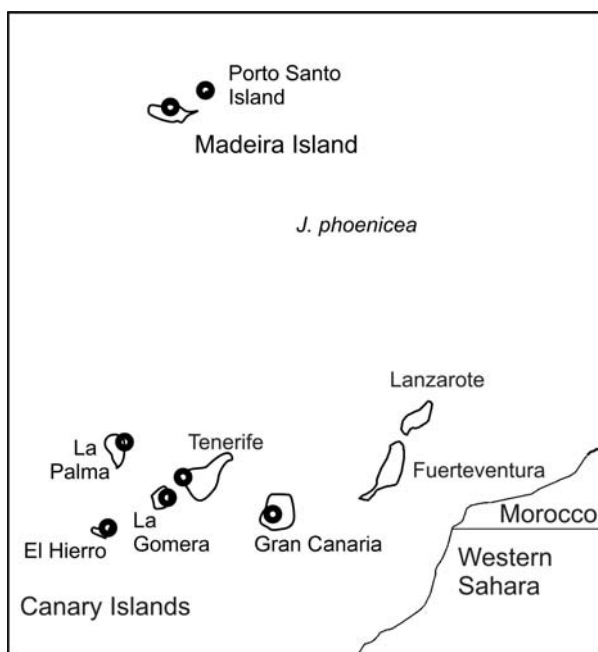 Porto Santo
Island
Madeira Island
J. phoenicea
Lanzarote
La
Palma
Tenerife
Fuerteventura
El Hierro
La
Gomera
Gran Canaria
Morocco
Western
Sahara
Canary Islands